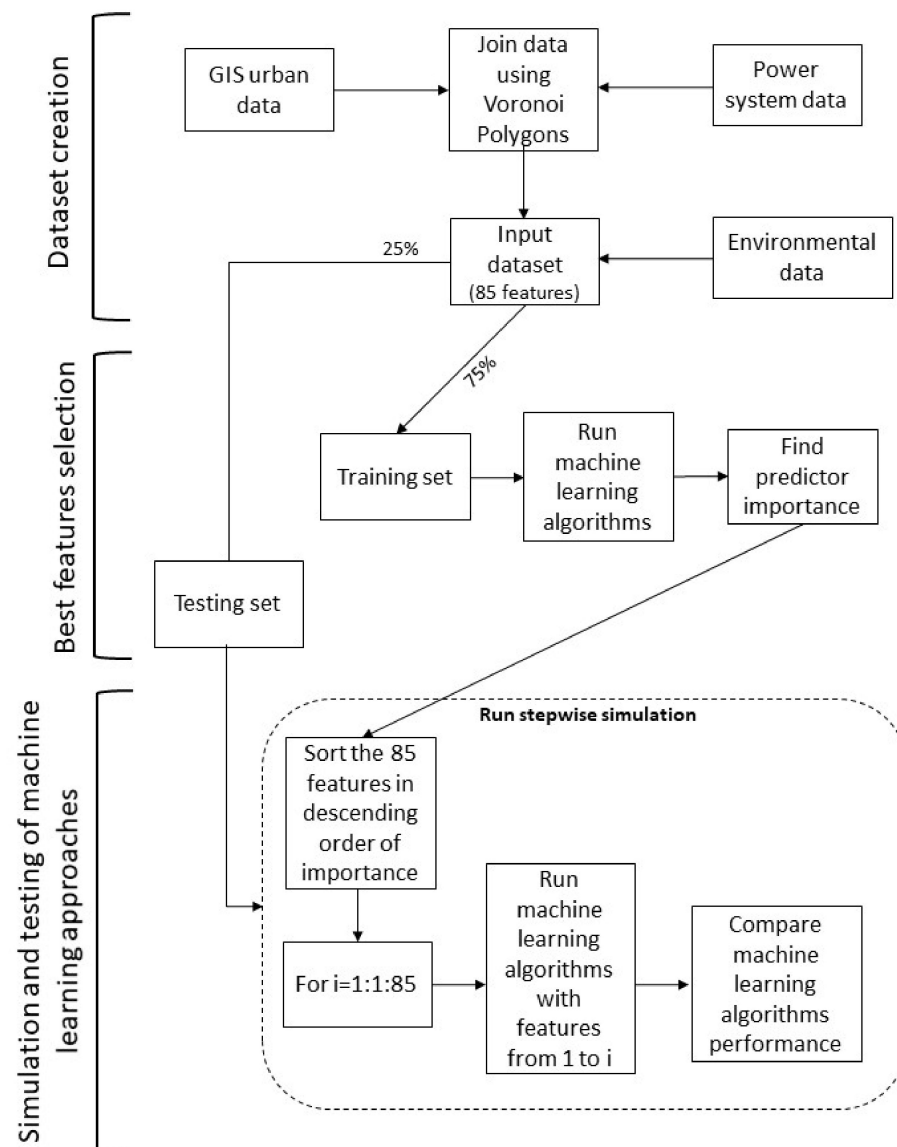 Dataset creation
GIS urban
data
Join data
using
Voronoi
Polygons
Power
system data
25%
Input
dataset
(85 features)
Environmental
data
75%
Best features selection
Training set
Run
machine
learning
algorithms
Find
predictor
importance
Testing set
Simulation and testing of machine
learning approaches
Run stepwise simulation
Sort the 85
features in
descending
order of
importance
For i=1:1:85
Run
machine
learning
algorithms
with
features
from 1 to i
Compare
machine
learning
algorithms
performance